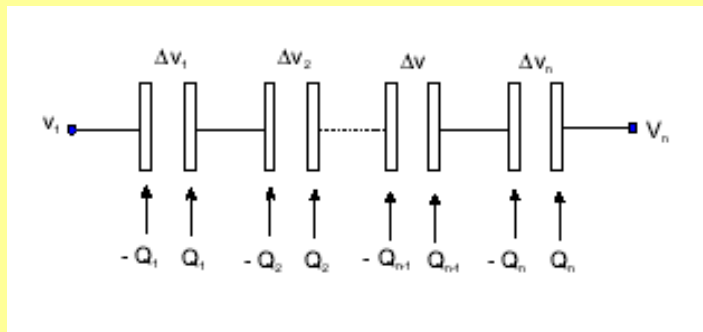 Δv₁ Δv₂ Δv Δvₙ
v₁ Vₙ
- Q₁ Q₁ - Q₂ Q₂ - Qₙ₋₁ Qₙ₋₁ - Qₙ Qₙ